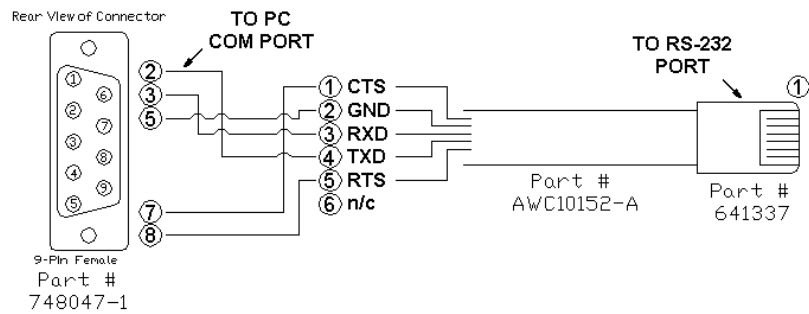 Rear View of Connector
TO PC
COM PORT
TO RS-232
PORT
1
6
2
7
3
8
4
9
5
2
3
5
7
8
1 CTS
2 GND
3 RXD
4 TXD
5 RTS
6 n/c
1
9-Pin Female
Part #
748047-1
Part #
AWC10152-A
Part #
641337